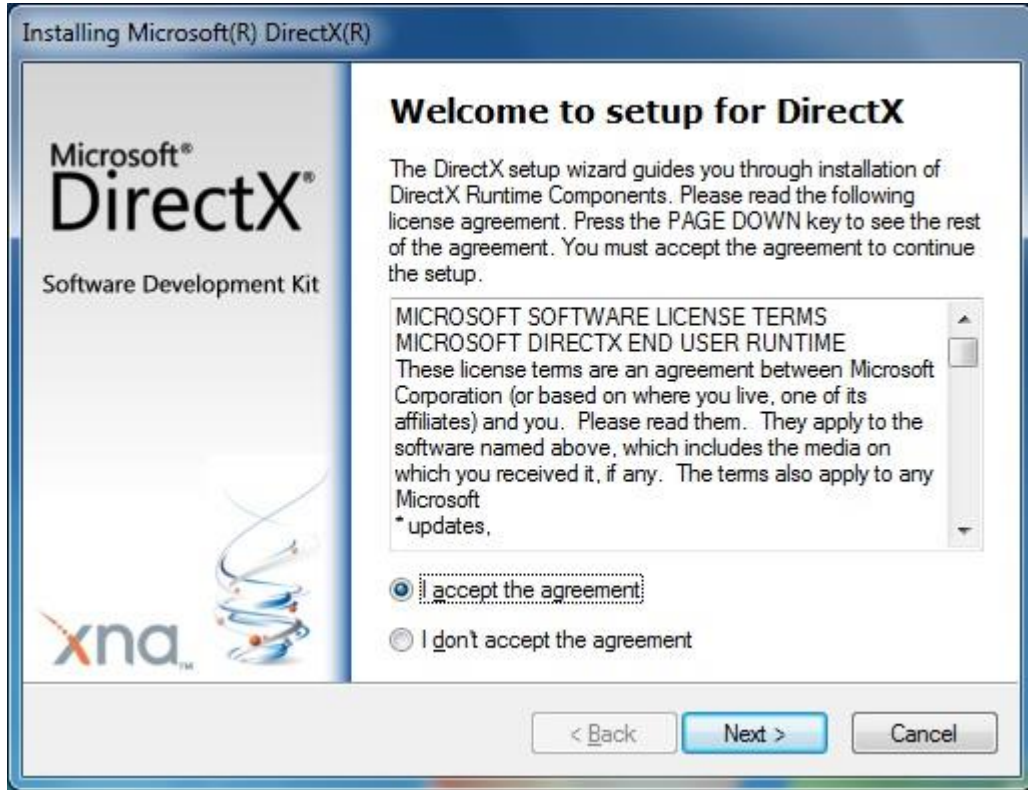 Installing Microsoft(R) DirectX(R)
Microsoft®
DirectX®
Software Development Kit
xna™
Welcome to setup for DirectX
The DirectX setup wizard guides you through installation of
DirectX Runtime Components. Please read the following
license agreement. Press the PAGE DOWN key to see the rest
of the agreement. You must accept the agreement to continue
the setup.
MICROSOFT SOFTWARE LICENSE TERMS
MICROSOFT DIRECTX END USER RUNTIME
These license terms are an agreement between Microsoft
Corporation (or based on where you live, one of its
affiliates) and you. Please read them. They apply to the
software named above, which includes the media on
which you received it, if any. The terms also apply to any
Microsoft
* updates,
I accept the agreement
I don't accept the agreement
< Back
Next >
Cancel